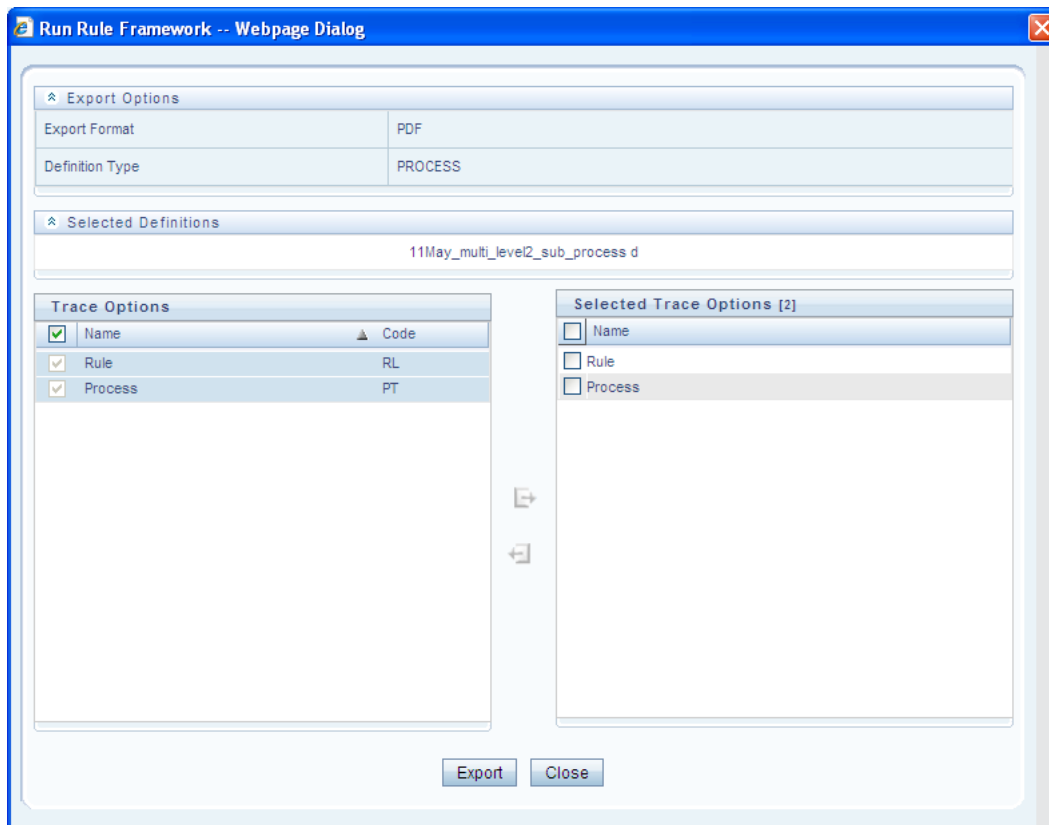 Run Rule Framework -- Webpage Dialog
Export Options
Export Format PDF
Definition Type PROCESS
Selected Definitions
11May_multi_level2_sub_process d
Trace Options
Name Code
Rule RL
Process PT
Selected Trace Options [2]
Name
Rule
Process
Export Close